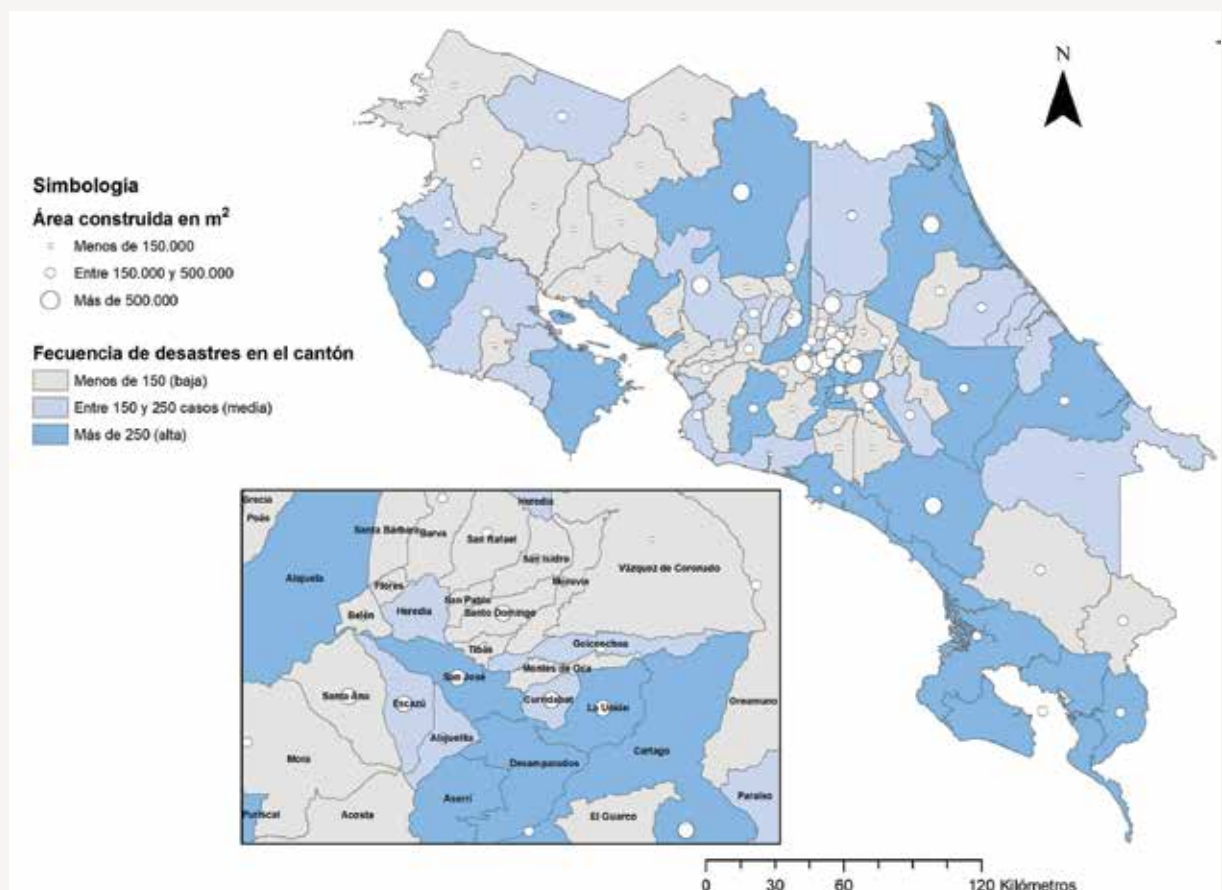 N
Simbología
Área construida en m²
Menos de 150.000
Entre 150.000 y 500.000
Más de 500.000
Fecuencia de desastres en el cantón
Menos de 150 (baja)
Entre 150 y 250 casos (media)
Más de 250 (alta)
Grecia
Poás
Alajuela
Santa Bárbara
Barva
San Rafael
Heredia
San Isidro
Moravia
Vázquez de Coronado
Flores
Belén
Heredia
San Pablo
Santo Domingo
Tibás
Goicoechea
Montes de Oca
San José
Santa Ana
Escazú
Curridabat
La Unión
Oreamuno
Alajuelita
Mora
Desamparados
Cartago
Aserrí
Paraíso
Puriscal
Acosta
El Guarco
0 30 60 120 Kilómetros